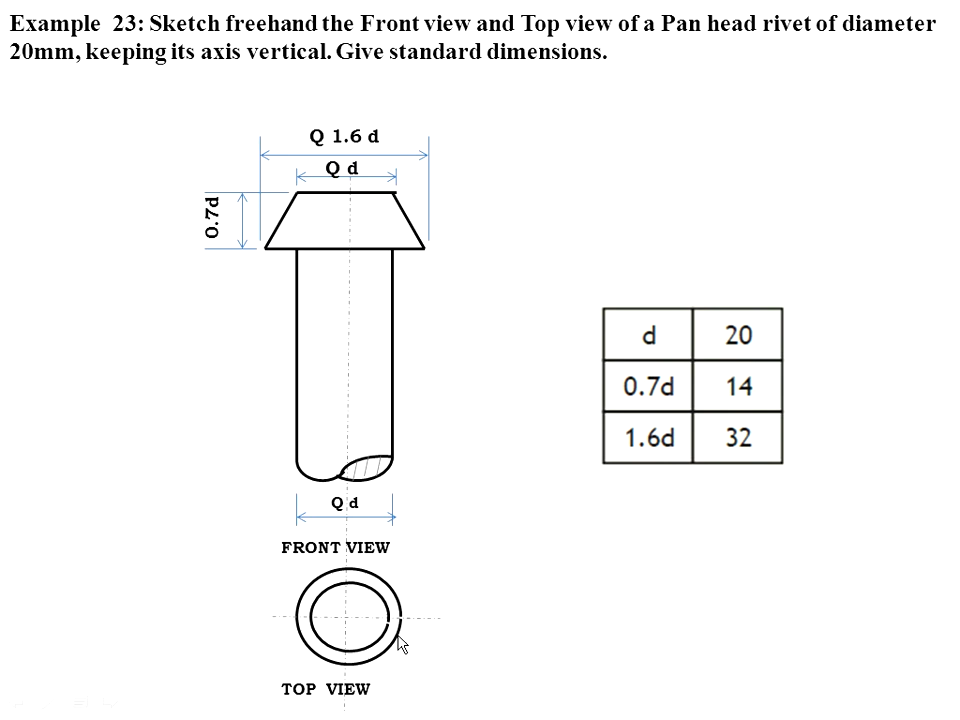 Example 23: Sketch freehand the Front view and Top view of a Pan head rivet of diameter
20mm, keeping its axis vertical. Give standard dimensions.
Q 1.6 d
Q d
0.7d
d 20
0.7d 14
1.6d 32
Q d
FRONT VIEW
TOP VIEW